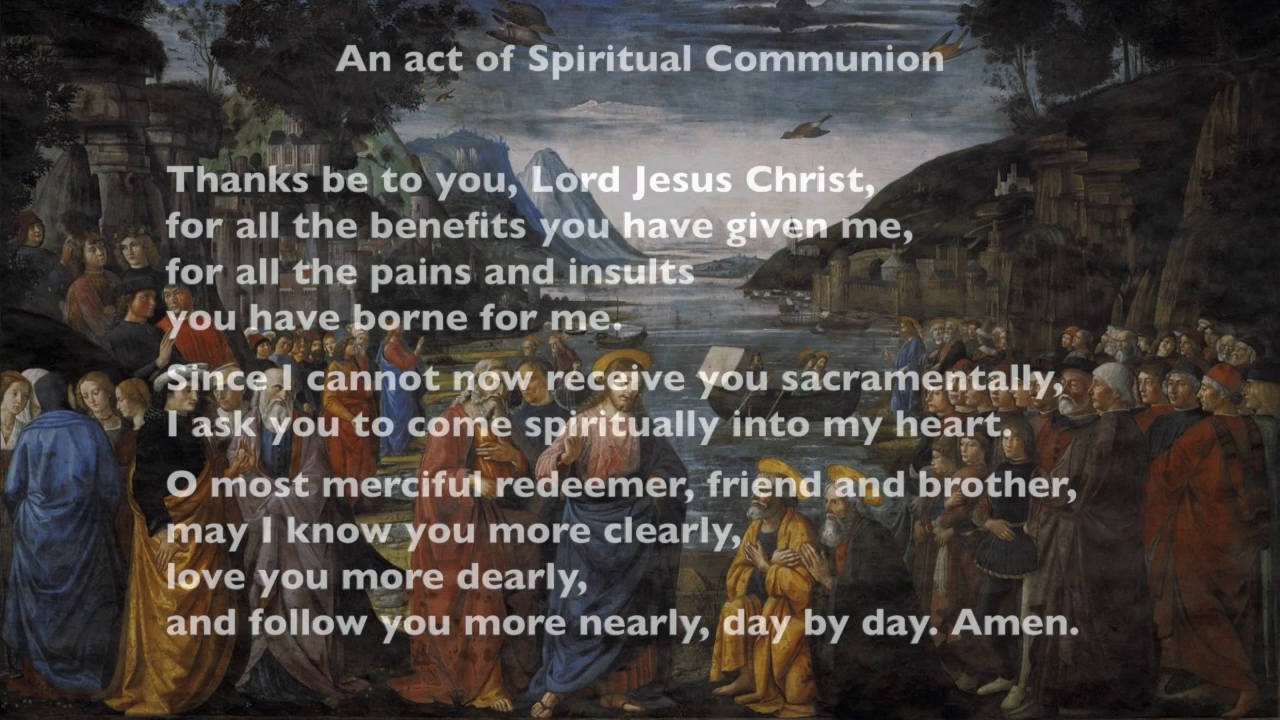 An act of Spiritual Communion
Thanks be to you, Lord Jesus Christ,
for all the benefits you have given me,
for all the pains and insults
you have borne for me.
Since I cannot now receive you sacramentally,
I ask you to come spiritually into my heart.
O most merciful redeemer, friend and brother,
may I know you more clearly,
love you more dearly,
and follow you more nearly, day by day. Amen.